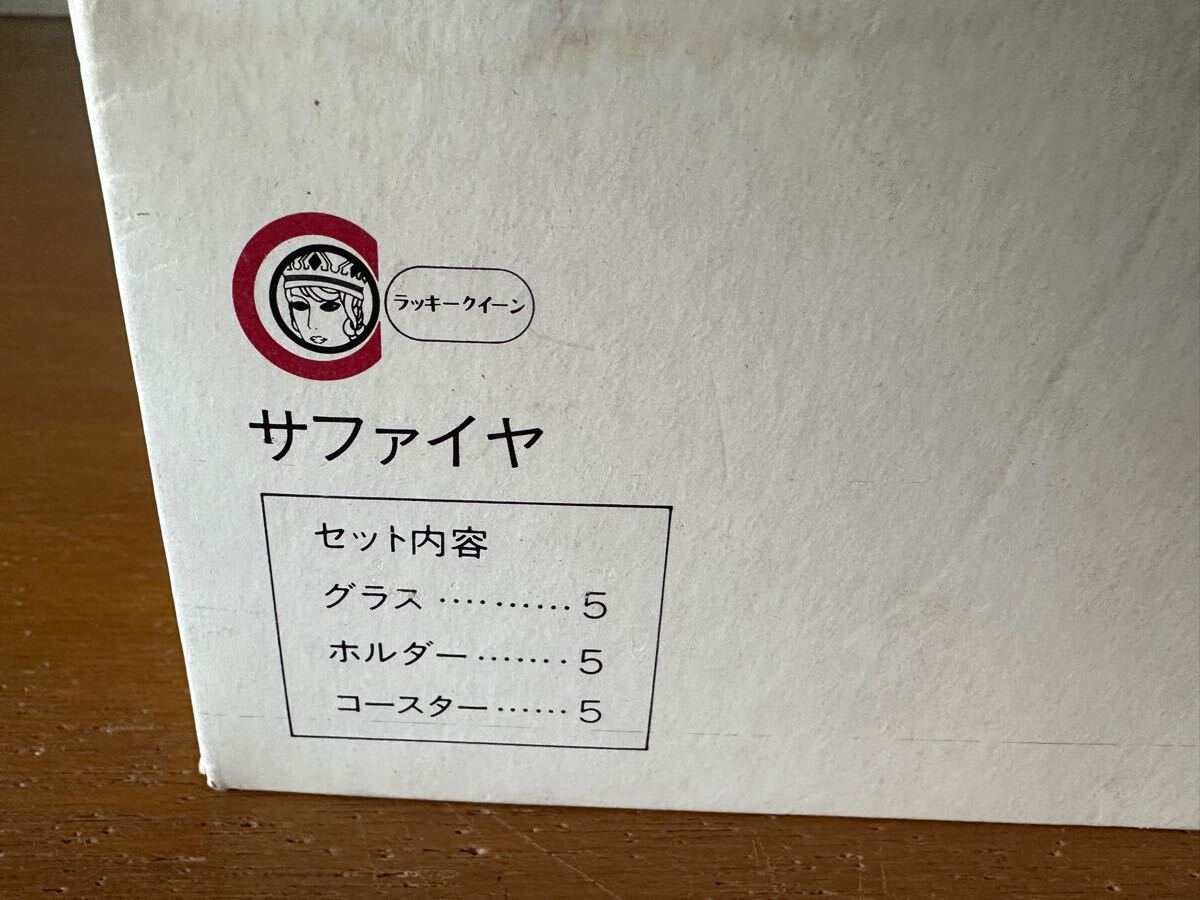 ラッキークイーン
サファイヤ
セット内容
グラス ‥‥‥‥‥ 5
ホルダー ‥‥‥‥ 5
コースター ‥‥‥ 5